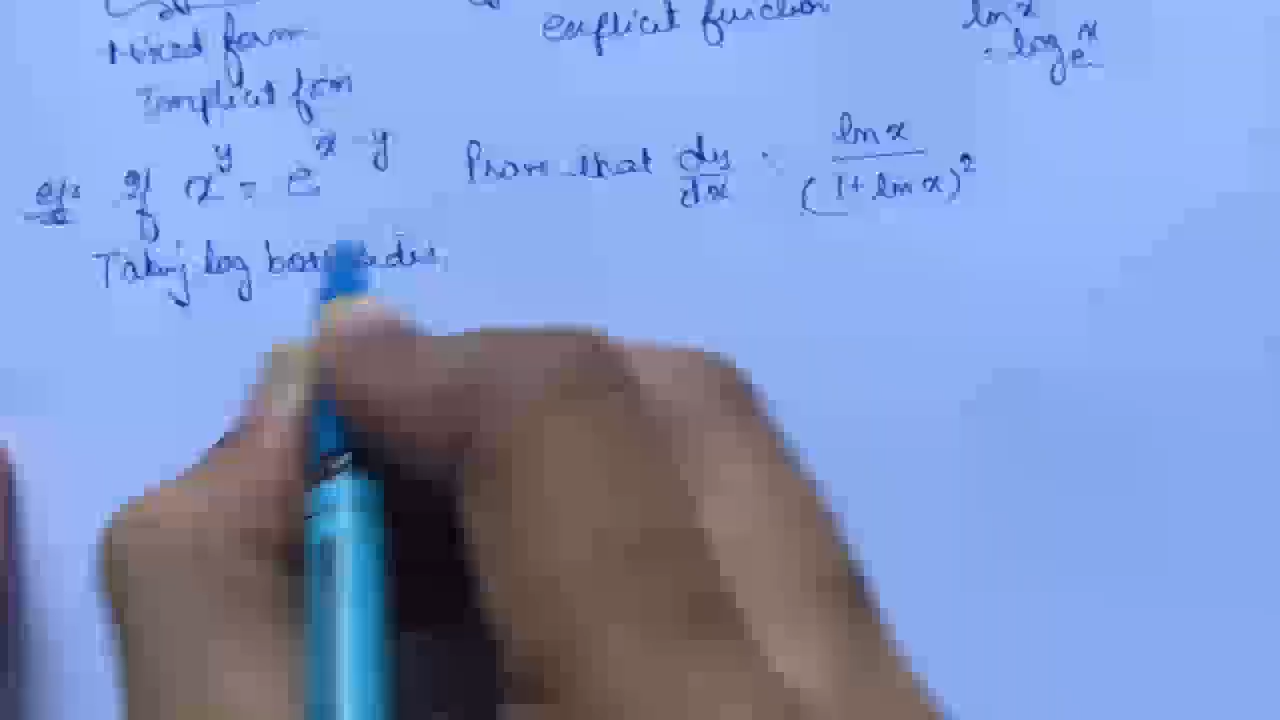 Mixed form
Implicit form
explicit function
ln x
= log_e x
eg: If x^y = e^{x-y} Prove that dy/dx = ln x/(1+ ln x)^2
Taking log both sides